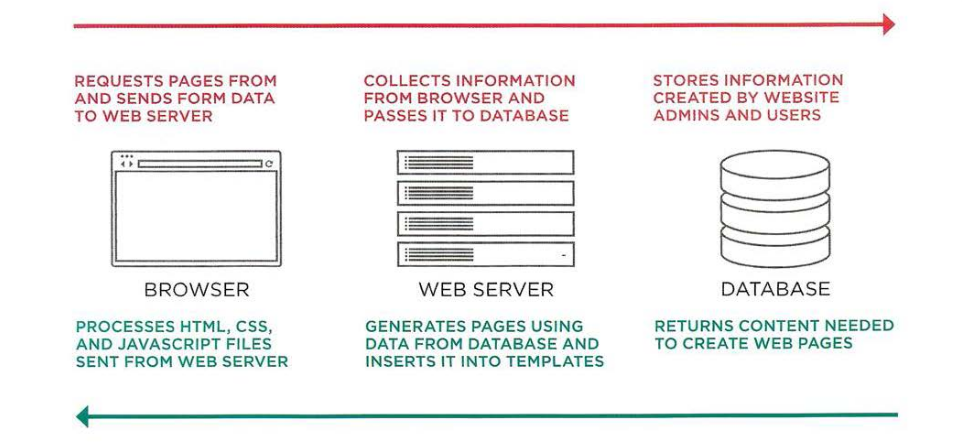 REQUESTS PAGES FROM
AND SENDS FORM DATA
TO WEB SERVER
COLLECTS INFORMATION
FROM BROWSER AND
PASSES IT TO DATABASE
STORES INFORMATION
CREATED BY WEBSITE
ADMINS AND USERS
BROWSER
WEB SERVER
DATABASE
PROCESSES HTML, CSS,
AND JAVASCRIPT FILES
SENT FROM WEB SERVER
GENERATES PAGES USING
DATA FROM DATABASE AND
INSERTS IT INTO TEMPLATES
RETURNS CONTENT NEEDED
TO CREATE WEB PAGES